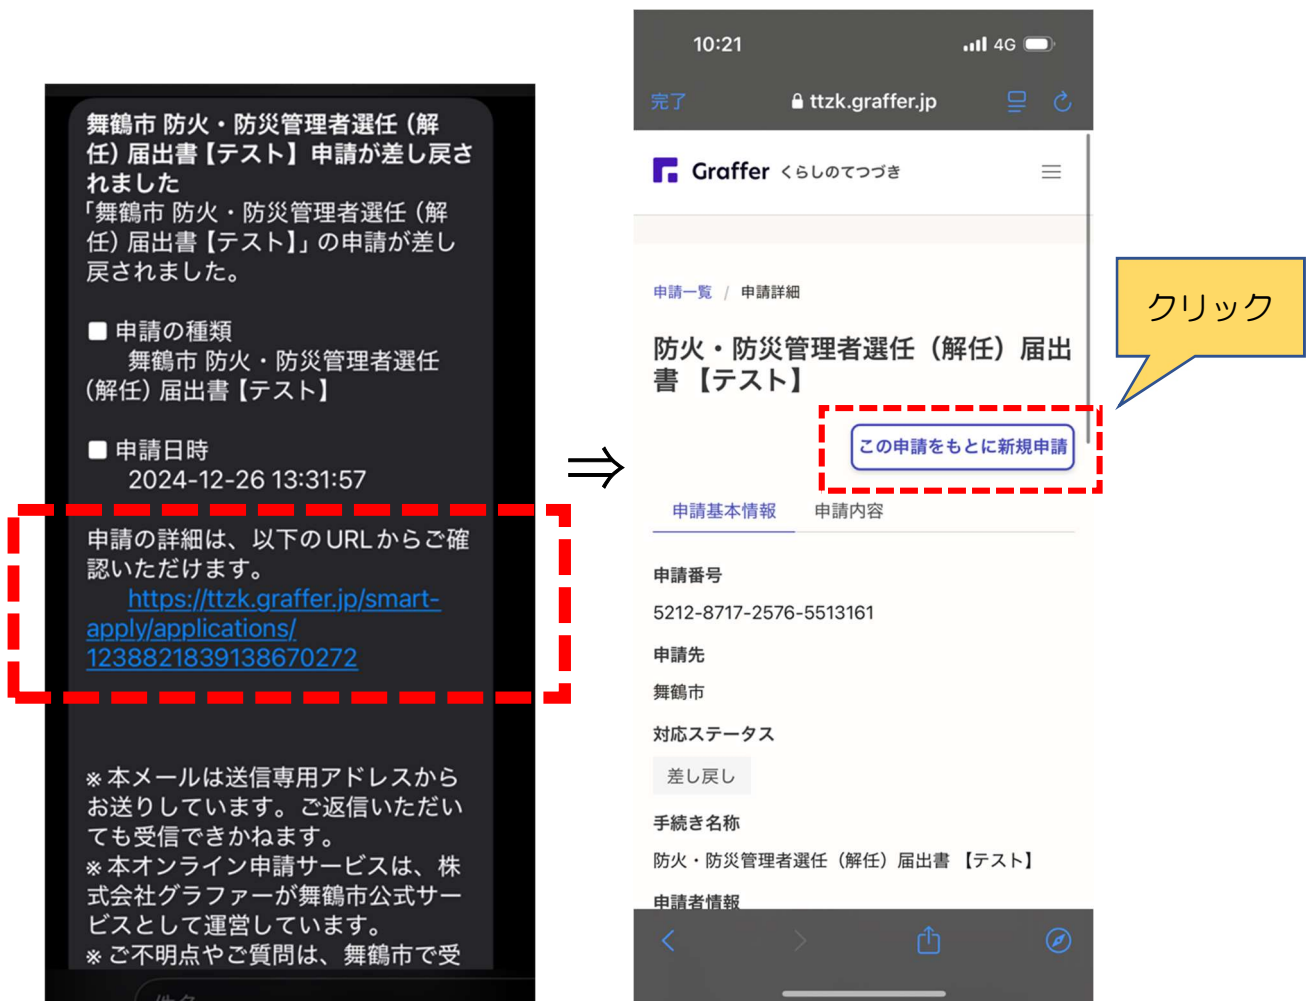 舞鶴市 防火・防災管理者選任（解
任）届出書【テスト】申請が差し戻さ
れました
「舞鶴市 防火・防災管理者選任（解
任）届出書【テスト】」の申請が差し
戻されました。
■ 申請の種類
舞鶴市 防火・防災管理者選任
（解任）届出書【テスト】
■ 申請日時
2024-12-26 13:31:57
申請の詳細は、以下のURLからご確
認いただけます。
https://ttzk.graffer.jp/smart-
apply/applications/
1238821839138670272
※本メールは送信専用アドレスから
お送りしています。ご返信いただい
ても受信できかねます。
※本オンライン申請サービスは、株
式会社グラファーが舞鶴市公式サー
ビスとして運営しています。
※ご不明点やご質問は、舞鶴市で受
⇒
10:21
4G
完了
ttzk.graffer.jp
Graffer くらしのてつづき
申請一覧 / 申請詳細
防火・防災管理者選任（解任）届出
書 【テスト】
この申請をもとに新規申請
クリック
申請基本情報 申請内容
申請番号
5212-8717-2576-5513161
申請先
舞鶴市
対応ステータス
差し戻し
手続き名称
防火・防災管理者選任（解任）届出書 【テスト】
申請者情報